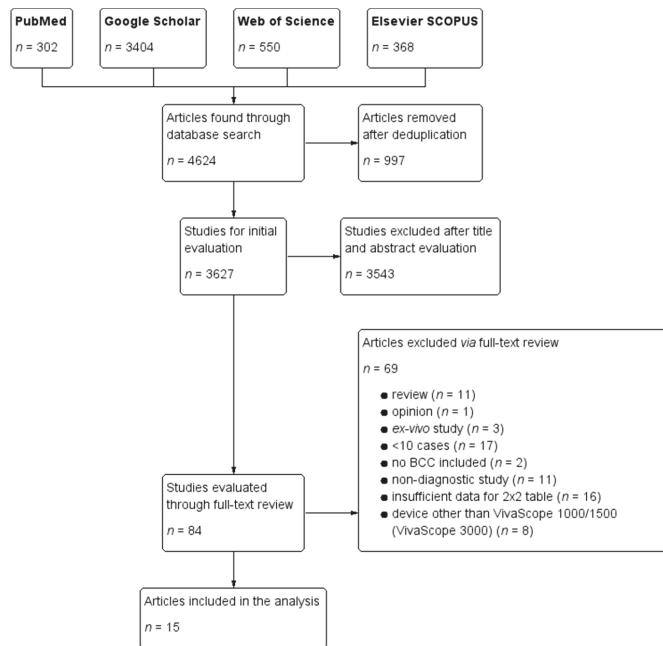 PubMed
n = 302
Google Scholar
n = 3404
Web of Science
n = 550
Elsevier SCOPUS
n = 368
Articles found through
database search
n = 4624
Articles removed
after deduplication
n = 997
Studies for initial
evaluation
n = 3627
Studies excluded after title
and abstract evaluation
n = 3543
Articles excluded via full-text review
n = 69
● review (n = 11)
● opinion (n = 1)
● ex-vivo study (n = 3)
● <10 cases (n = 17)
● no BCC included (n = 2)
● non-diagnostic study (n = 11)
● insufficient data for 2x2 table (n = 16)
● device other than VivaScope 1000/1500
(VivaScope 3000) (n = 8)
Studies evaluated
through full-text review
n = 84
Articles included in the analysis
n = 15